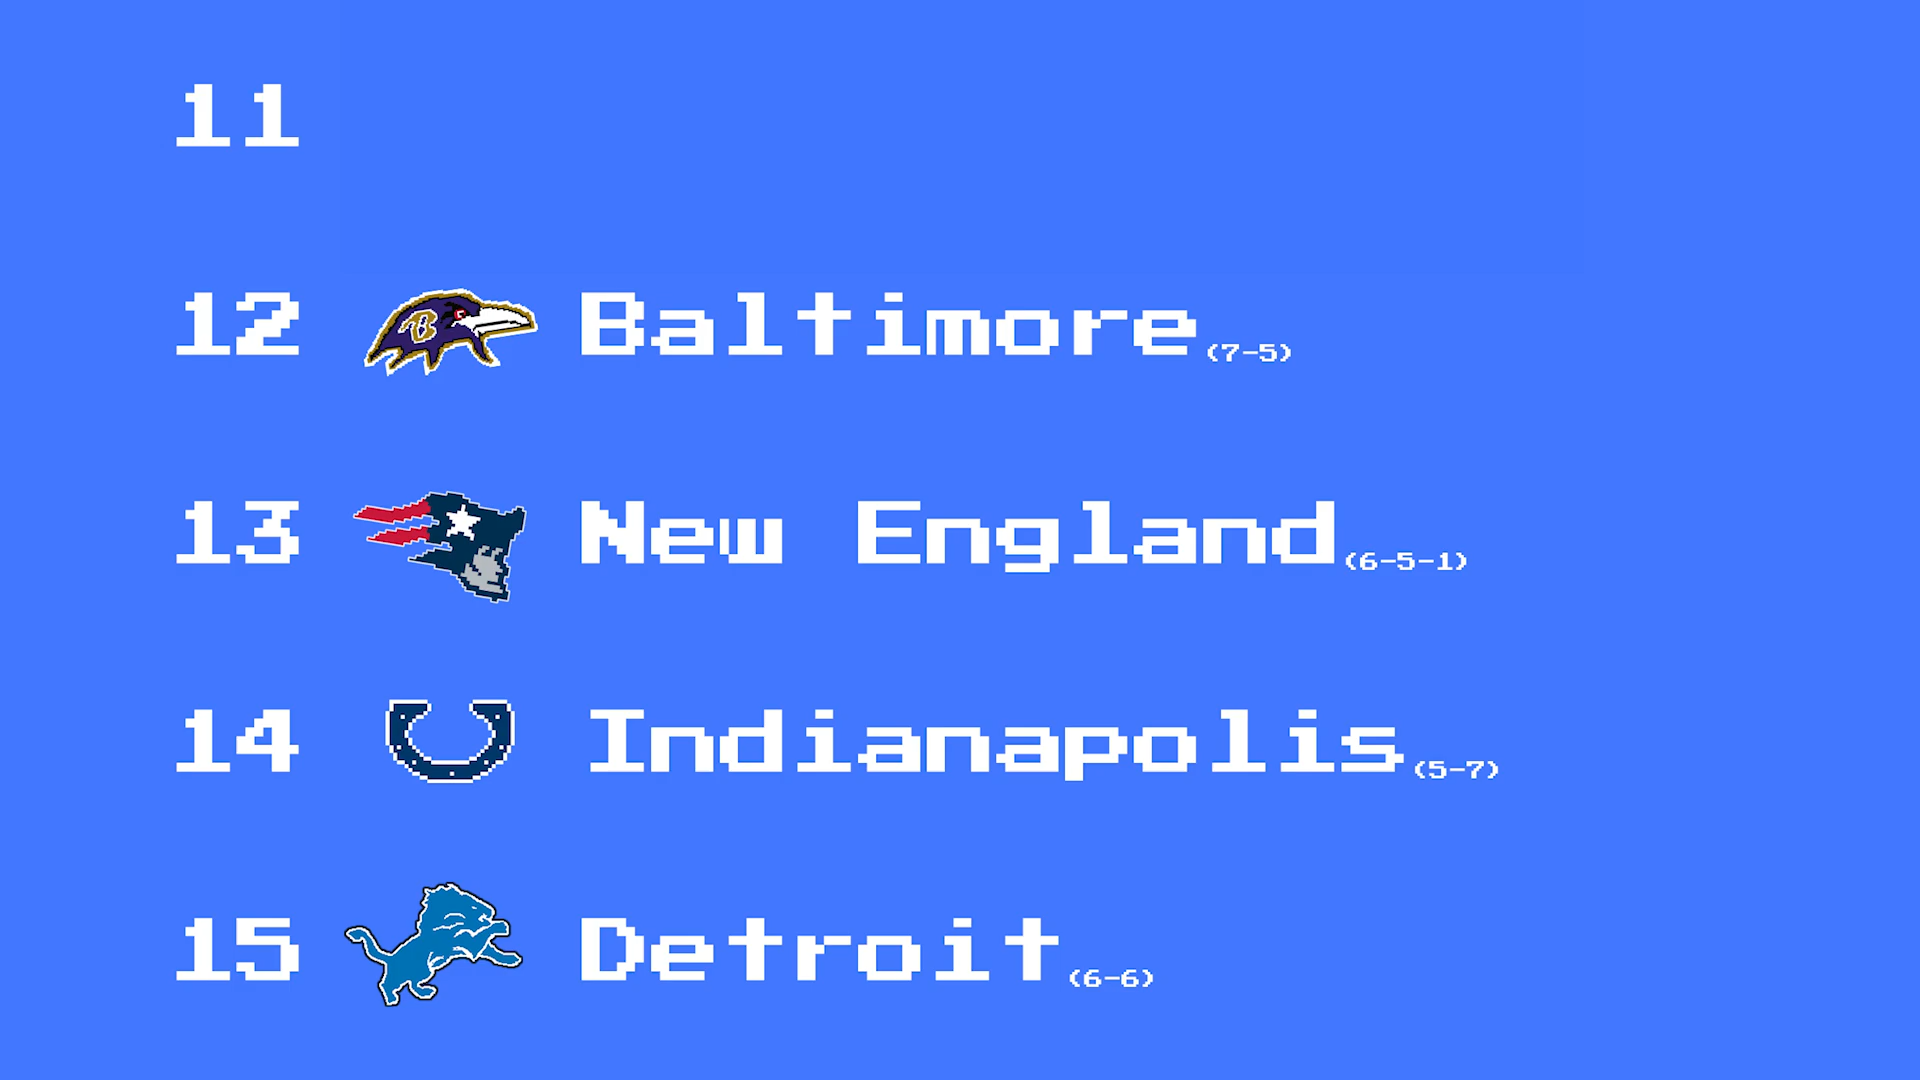 11
12 B Baltimore (7-5)
13 New England (6-5-1)
14 Indianapolis (5-7)
15 Detroit (6-6)